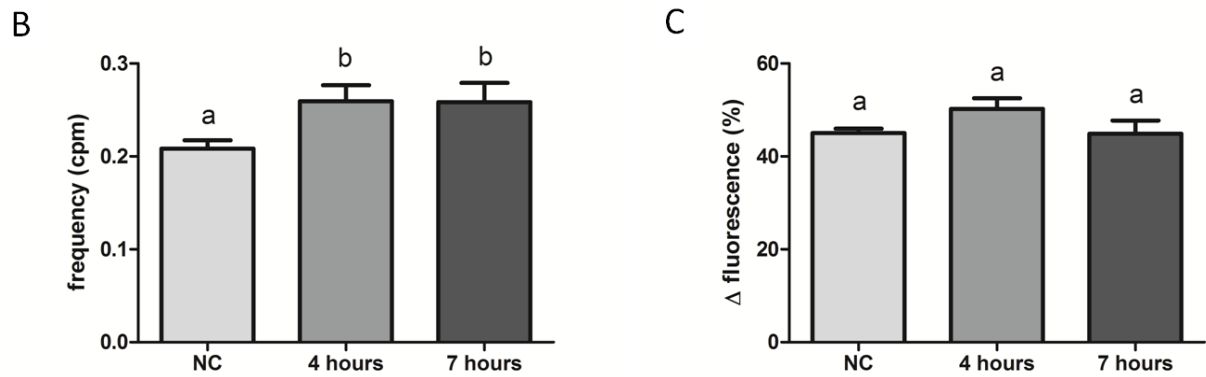 B
frequency (cpm)
0.3
0.2
0.1
0.0
a
b
b
NC
4 hours
7 hours
C
Δ fluorescence (%)
60
40
20
0
a
a
a
NC
4 hours
7 hours